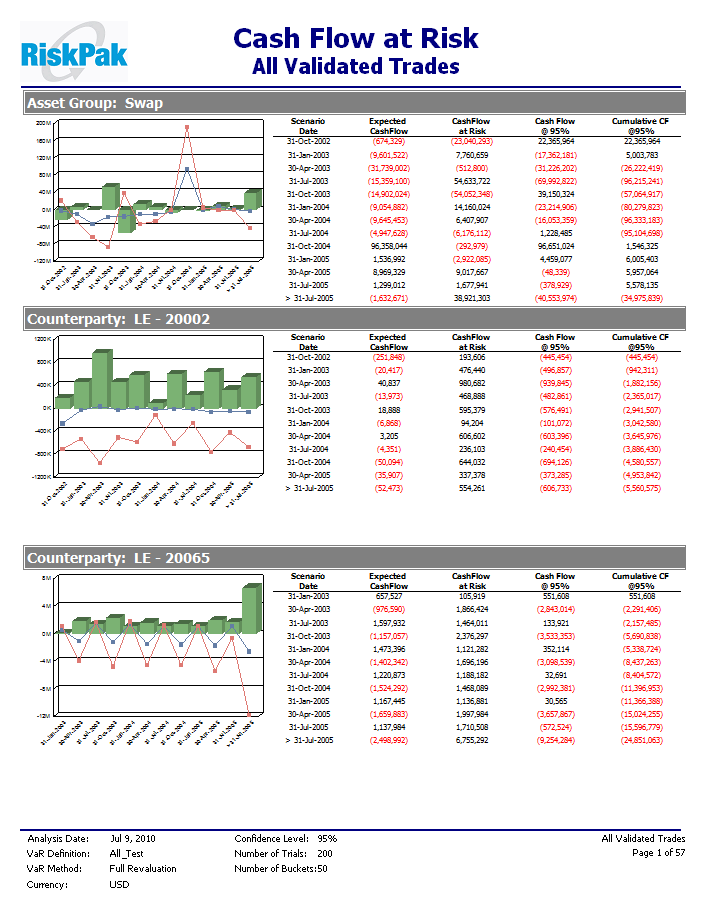 RiskPak
Cash Flow at Risk
All Validated Trades
Asset Group: Swap
200M
160M
120M
80M
40M
0M
-40M
-80M
-120M
Scenario Date Expected CashFlow CashFlow at Risk Cash Flow @ 95% Cumulative CF @95%
31-Oct-2002 (674,329) (23,040,293) 22,365,964 22,365,964
31-Jan-2003 (9,601,522) 7,760,659 (17,362,181) 5,003,783
30-Apr-2003 (31,739,002) (512,800) (31,226,202) (26,222,419)
31-Jul-2003 (15,359,100) 54,633,722 (69,992,822) (96,215,241)
31-Oct-2003 (14,902,024) (54,052,348) 39,150,324 (57,064,917)
31-Jan-2004 (9,054,882) 14,160,024 (23,214,906) (80,279,823)
30-Apr-2004 (9,645,453) 6,407,907 (16,053,359) (96,333,183)
31-Jul-2004 (4,947,628) (6,176,112) 1,228,485 (95,104,698)
31-Oct-2004 96,358,044 (292,979) 96,651,024 1,546,325
31-Jan-2005 1,536,992 (2,922,085) 4,459,077 6,005,403
30-Apr-2005 8,969,329 9,017,667 (48,339) 5,957,064
31-Jul-2005 1,299,012 1,677,941 (378,929) 5,578,135
> 31-Jul-2005 (1,632,671) 38,921,303 (40,553,974) (34,975,839)
Counterparty: LE - 20002
1200K
800K
400K
0K
-400K
-800K
-1200K
Scenario Date Expected CashFlow CashFlow at Risk Cash Flow @ 95% Cumulative CF @95%
31-Oct-2002 (251,848) 193,606 (445,454) (445,454)
31-Jan-2003 (20,417) 476,440 (496,857) (942,311)
30-Apr-2003 40,837 980,682 (939,845) (1,882,156)
31-Jul-2003 (13,973) 468,888 (482,861) (2,365,017)
31-Oct-2003 18,888 595,379 (576,491) (2,941,507)
31-Jan-2004 (6,868) 94,204 (101,072) (3,042,580)
30-Apr-2004 3,205 606,602 (603,396) (3,645,976)
31-Jul-2004 (4,351) 236,103 (240,454) (3,886,430)
31-Oct-2004 (50,094) 644,032 (694,126) (4,580,557)
30-Apr-2005 (35,907) 337,378 (373,285) (4,953,842)
> 31-Jul-2005 (52,473) 554,261 (606,733) (5,560,575)
Counterparty: LE - 20065
8M
4M
0M
-4M
-8M
-12M
Scenario Date Expected CashFlow CashFlow at Risk Cash Flow @ 95% Cumulative CF @95%
31-Jan-2003 657,527 105,919 551,608 551,608
30-Apr-2003 (976,590) 1,866,424 (2,843,014) (2,291,406)
31-Jul-2003 1,597,932 1,464,011 133,921 (2,157,485)
31-Oct-2003 (1,157,057) 2,376,297 (3,533,353) (5,690,838)
31-Jan-2004 1,473,396 1,121,282 352,114 (5,338,724)
30-Apr-2004 (1,402,342) 1,696,196 (3,098,539) (8,437,263)
31-Jul-2004 1,220,873 1,188,182 32,691 (8,404,572)
31-Oct-2004 (1,524,292) 1,468,089 (2,992,381) (11,396,953)
31-Jan-2005 1,167,445 1,136,881 30,565 (11,366,388)
30-Apr-2005 (1,659,883) 1,997,984 (3,657,867) (15,024,255)
31-Jul-2005 1,137,984 1,710,508 (572,524) (15,596,779)
> 31-Jul-2005 (2,498,992) 6,755,292 (9,254,284) (24,851,063)
Analysis Date: Jul 9, 2010 Confidence Level: 95% All Validated Trades
VaR Definition: All_Test Number of Trials: 200 Page 1 of 57
VaR Method: Full Revaluation Number of Buckets:50
Currency: USD